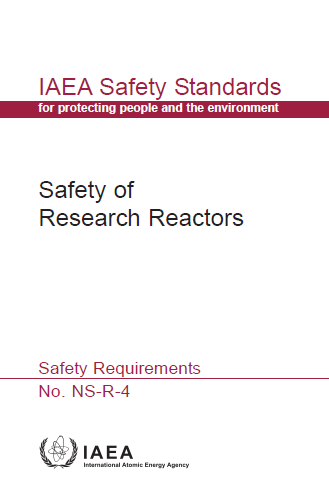 IAEA Safety Standards
for protecting people and the environment
Safety of
Research Reactors
Safety Requirements
No. NS-R-4
IAEA
International Atomic Energy Agency